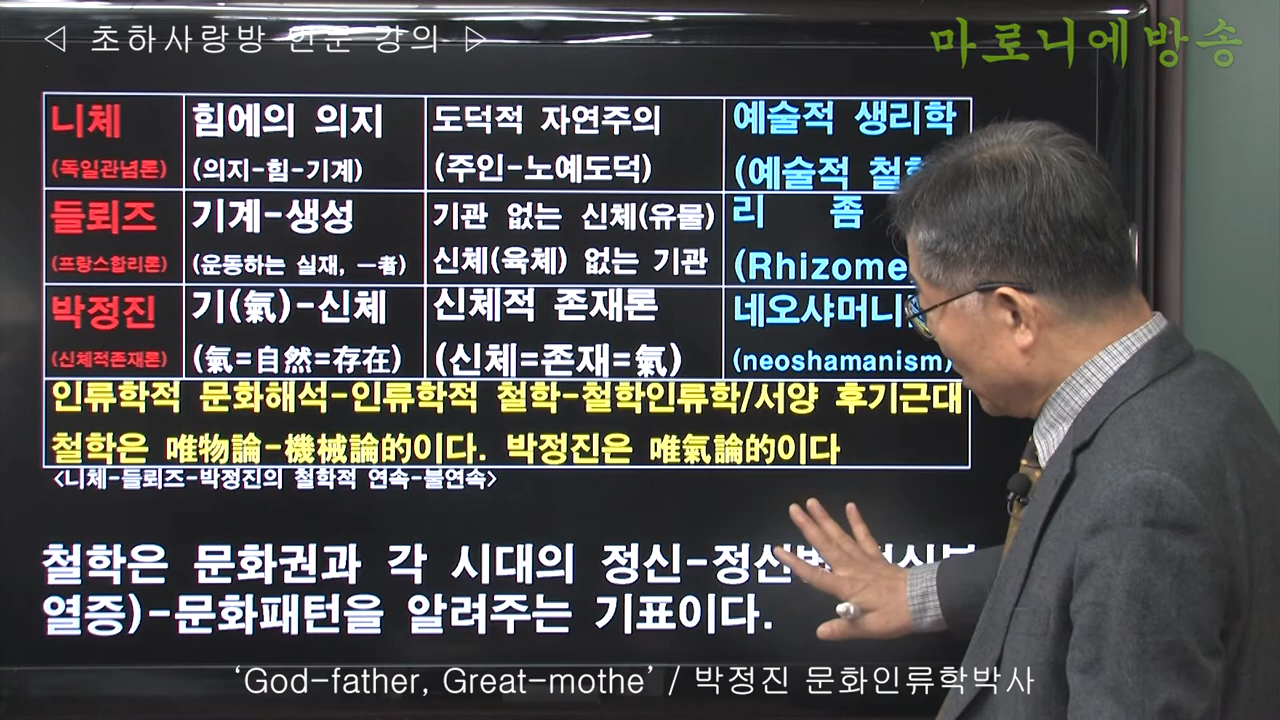 ◁ 초하사랑방 인문 강의 ▷
마로니에방송
니체 힘에의 의지 도덕적 자연주의 예술적 생리학
(독일관념론) (의지-힘-기계) (주인-노예도덕) (예술적
들뢰즈 기계-생성 기관 없는 신체(유물) 리 좀
(프랑스합리론) (운동하는 실재, 一者) 신체(육체) 없는 기관 (Rhizome
박정진 기(氣)-신체 신체적 존재론
(신체적존재론) (氣=自然=存在) (신체=존재=氣) (neoshamanism)
인류학적 문화해석-인류학적 철학-철학인류학/서양 후기근대
철학은 唯物論-機械論的이다. 박정진은 唯氣論的이다
<니체-들뢰즈-박정진의 철학적 연속-불연속>
철학은 문화권과 각 시대의 정신-정신병
열증)-문화패턴을 알려주는 기표이다.
‘God-father, Great-mothe’ / 박정진 문화인류학박사